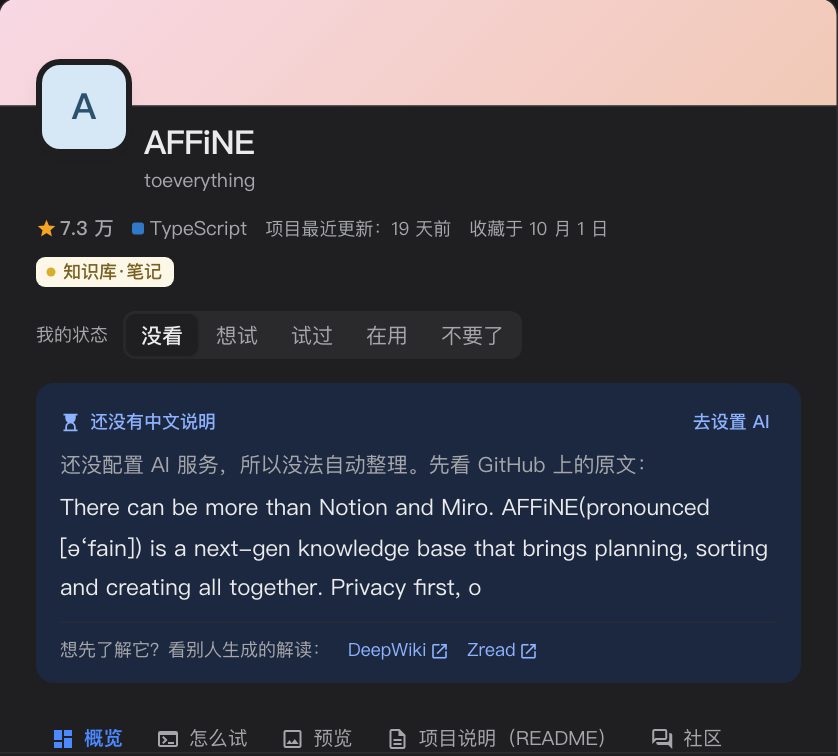 A
AFFiNE
toeverything
7.3 万 TypeScript 项目最近更新：19 天前 收藏于 10 月 1 日
知识库·笔记
我的状态 没看 想试 试过 在用 不要了
还没有中文说明 去设置 AI
还没配置 AI 服务，所以没法自动整理。先看 GitHub 上的原文：
There can be more than Notion and Miro. AFFiNE(pronounced
[ə‘fain]) is a next-gen knowledge base that brings planning, sorting
and creating all together. Privacy first, o
想先了解它？看别人生成的解读： DeepWiki Zread
概览 怎么试 预览 项目说明（README） 社区